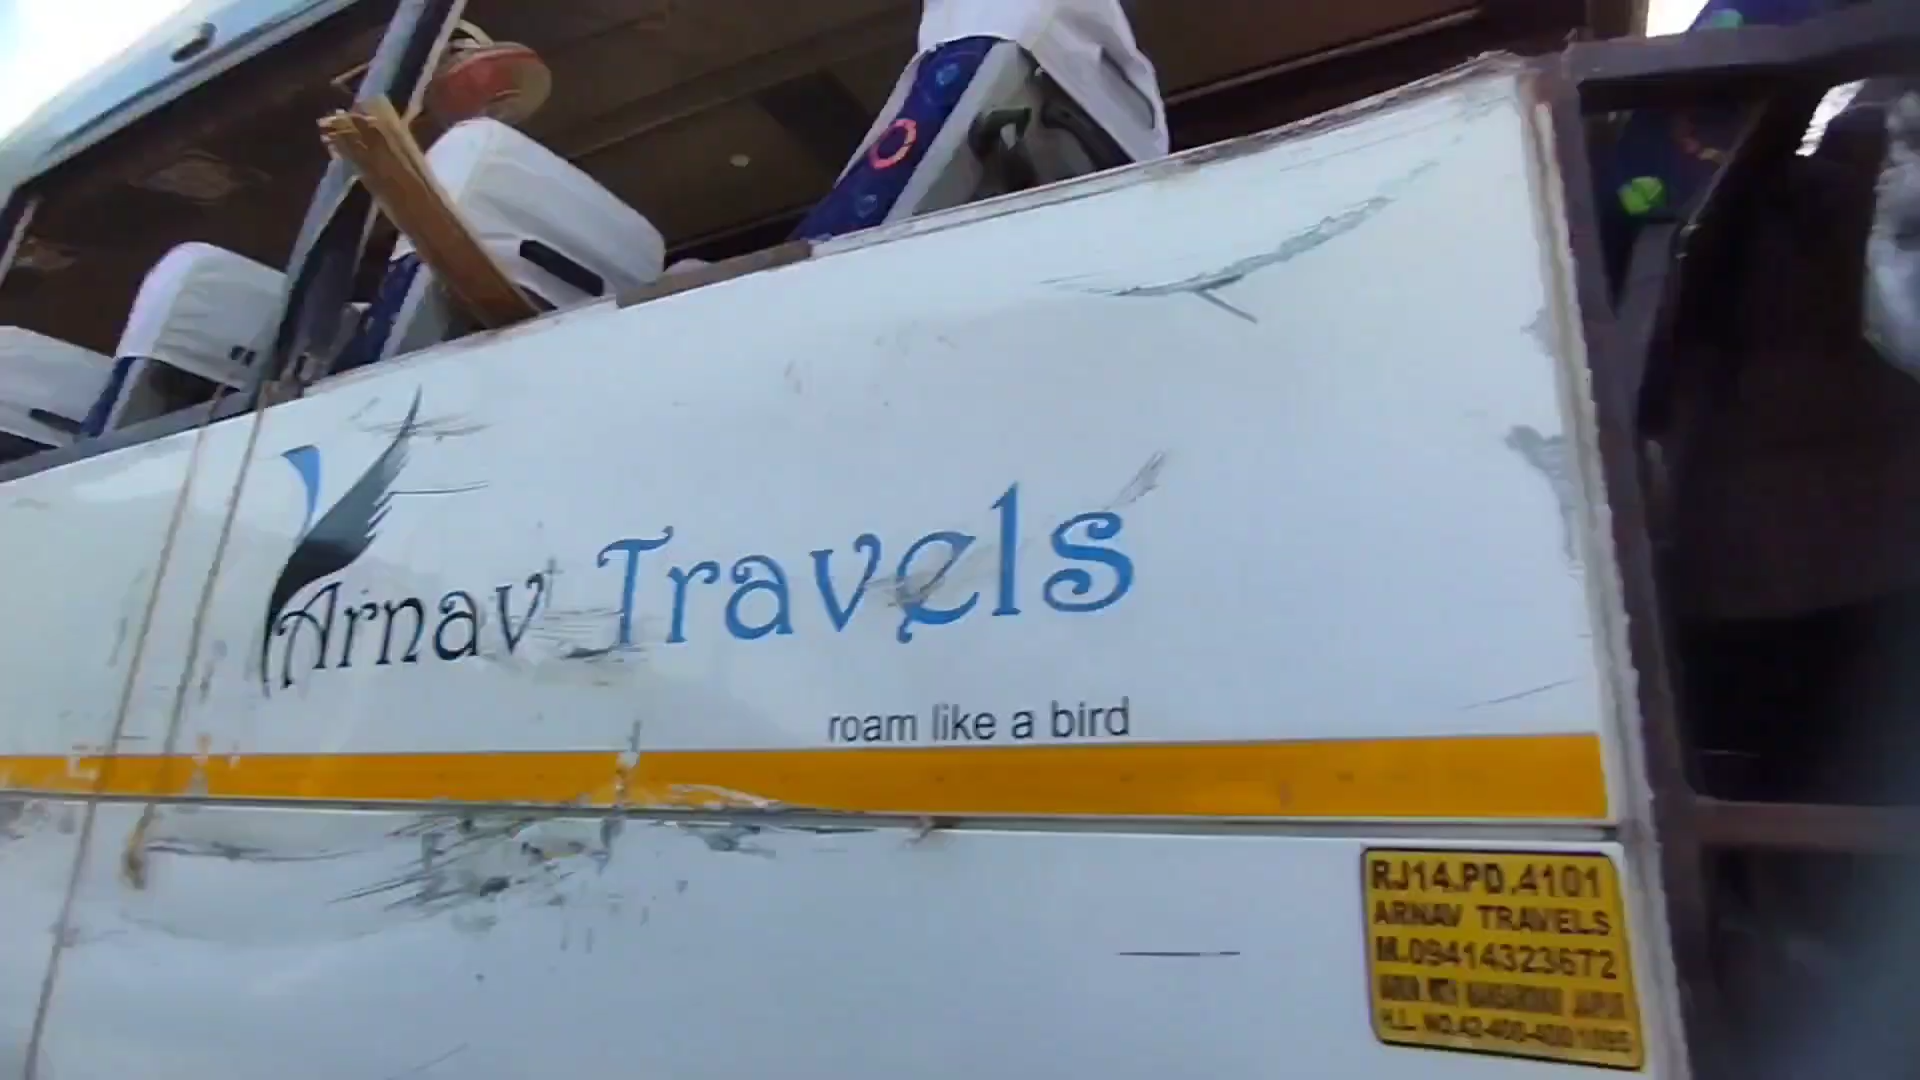 Arnav Travels
roam like a bird
RJ14.PD.4101
ARNAV TRAVELS
M.09414323672